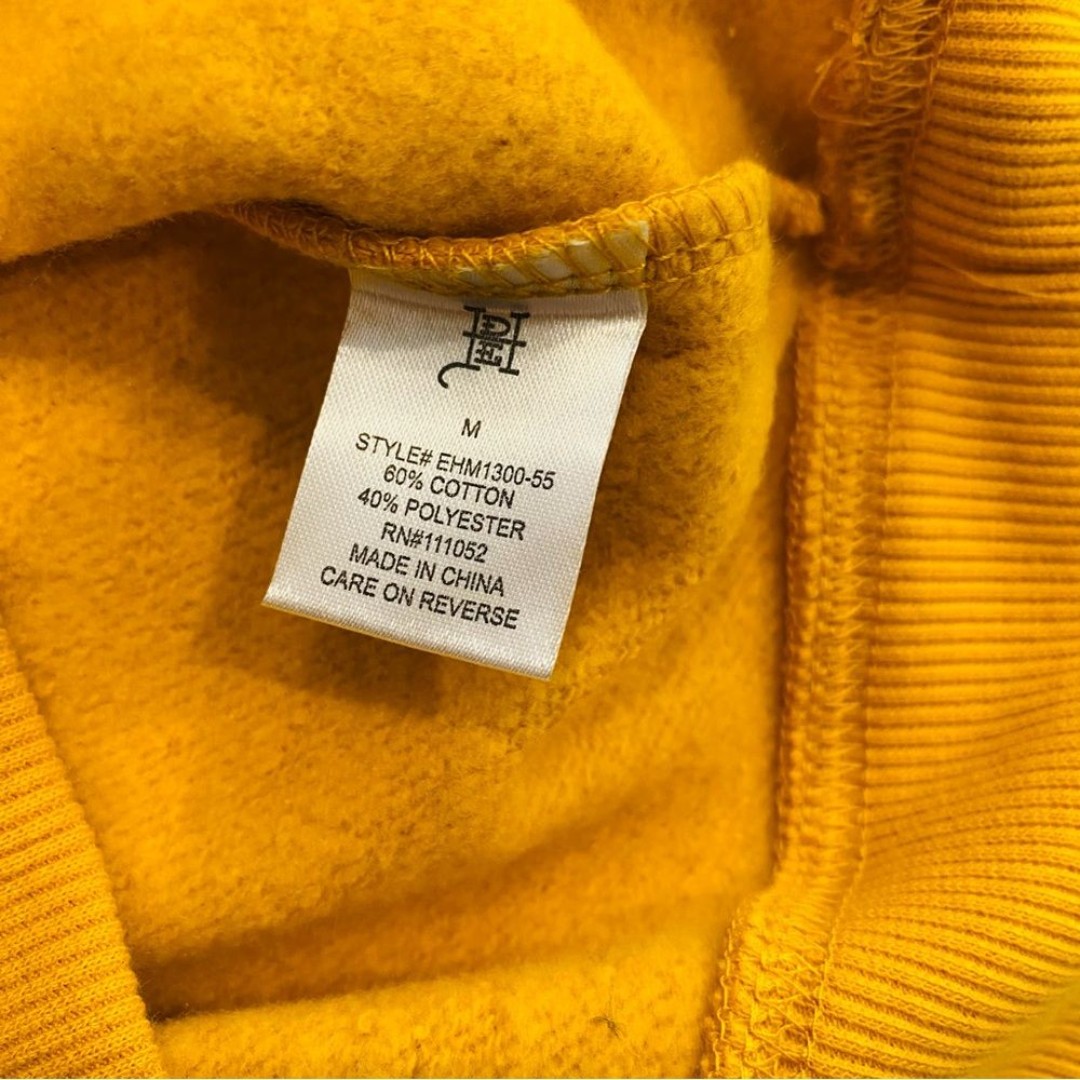 M
STYLE# EHM1300-55
60% COTTON
40% POLYESTER
RN#111052
MADE IN CHINA
CARE ON REVERSE